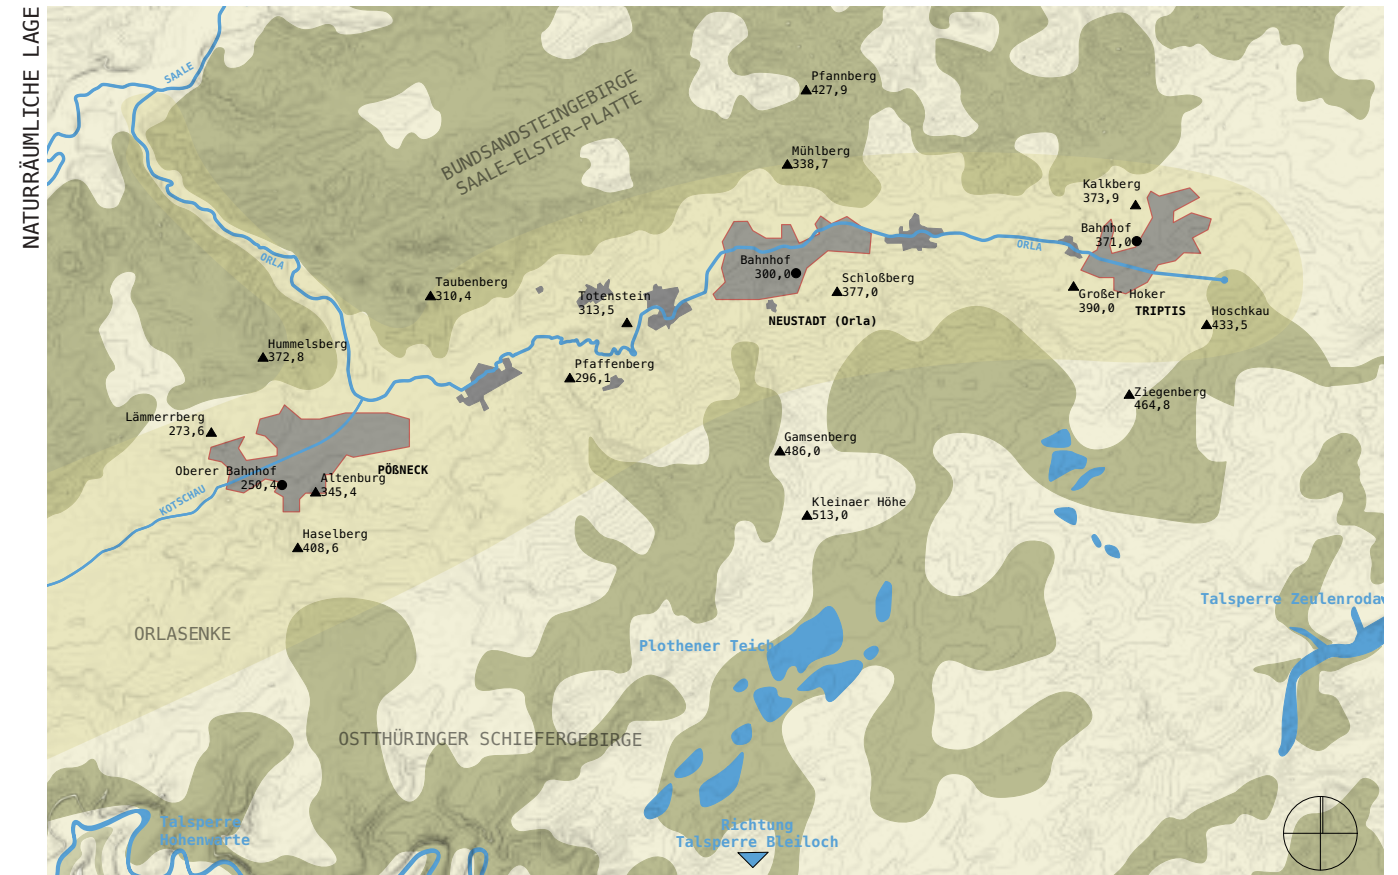 NATURRÄUMLICHE LAGE
SAALE
BUNDSANDSTEINGEBIRGE
SAALE–ELSTER–PLATTE
Pfannberg
427,9
Mühlberg
338,7
Kalkberg
373,9
Bahnhof
371,0
ORLA
ORLA
Bahnhof
300,0
Taubenberg
310,4
Totenstein
313,5
Schloßberg
377,0
Großer Hoker
390,0
TRIPTIS
Hoschkau
433,5
NEUSTADT (Orla)
Hummelsberg
372,8
Pfaffenberg
296,1
Ziegenberg
464,8
Lämmerrberg
273,6
Gamsenberg
486,0
Oberer Bahnhof
250,4
PÖßNECK
Altenburg
345,4
KOTSCHAU
Kleinaer Höhe
513,0
Haselberg
408,6
Talsperre Zeulenroda
ORLASENKE
Plothener Teich
OSTTHÜRINGER SCHIEFERGEBIRGE
Talsperre
Hohenwarte
Richtung
Talsperre Bleiloch